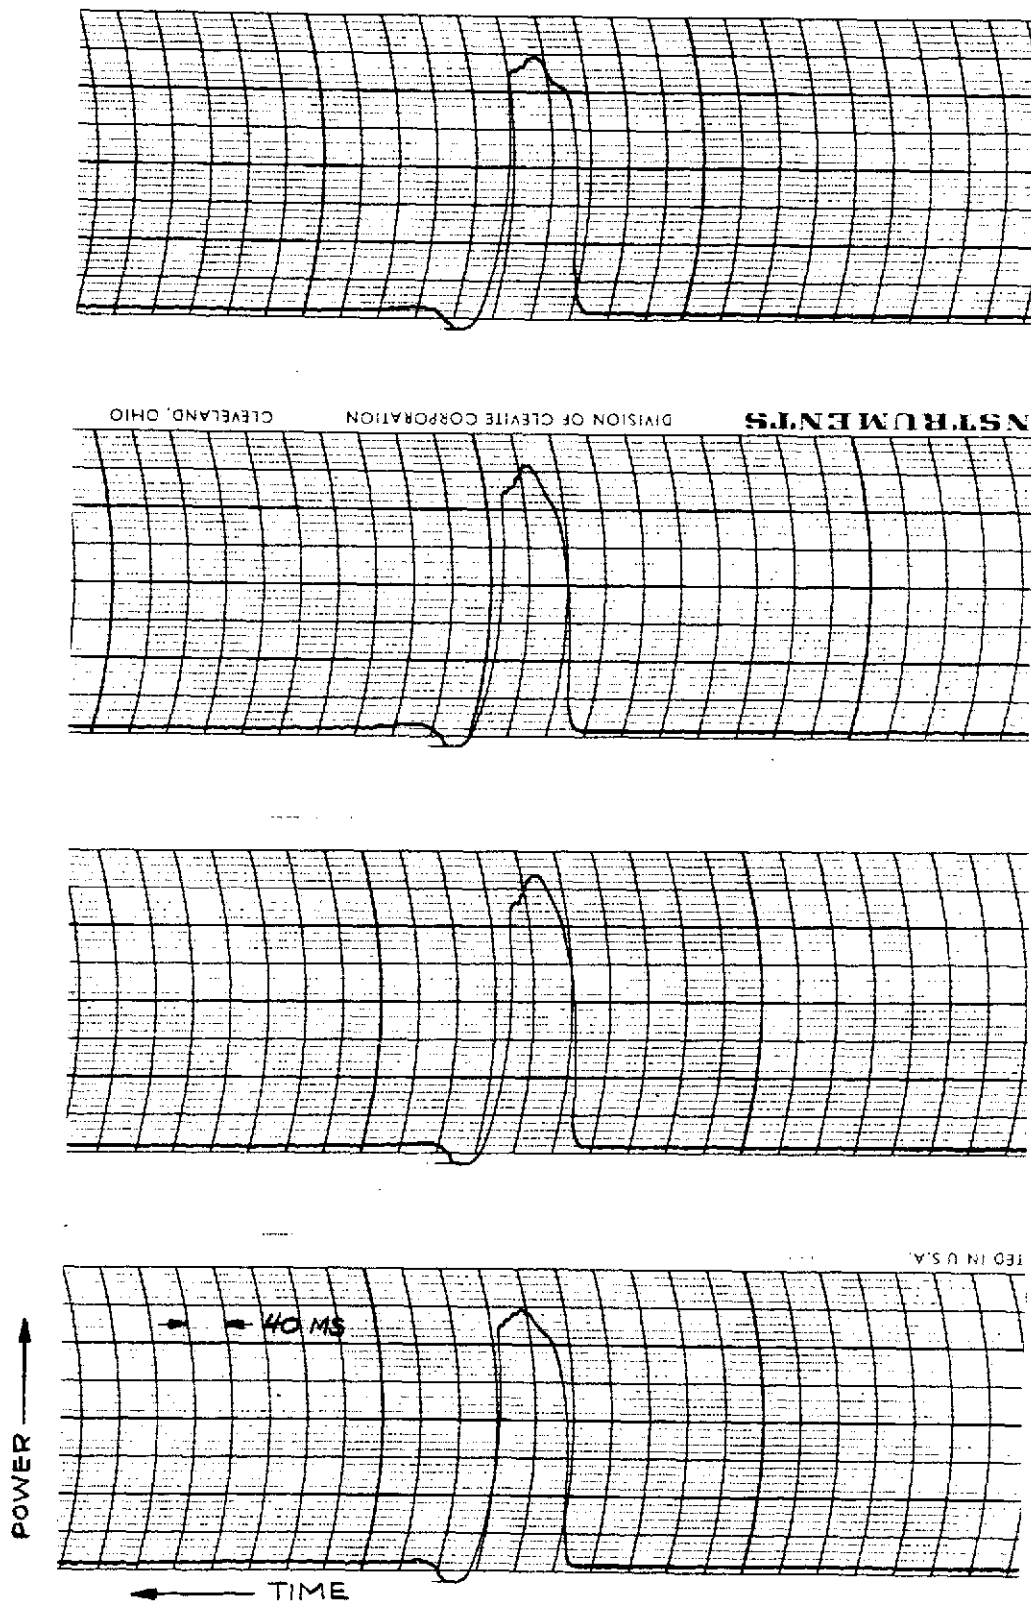 NSTRUMENTS DIVISION OF CLEVITE CORPORATION CLEVELAND, OHIO
TED IN U.S.A.
40 MS
POWER
TIME